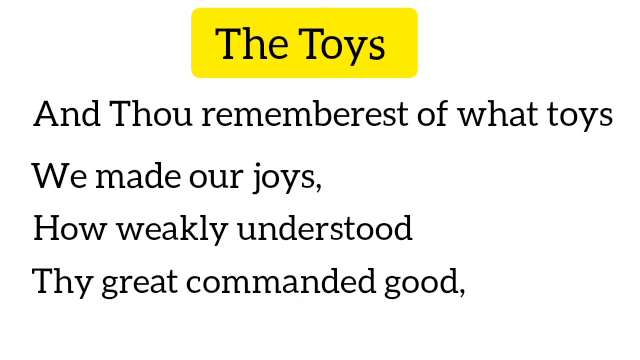 The Toys
And Thou rememberest of what toys
We made our joys,
How weakly understood
Thy great commanded good,